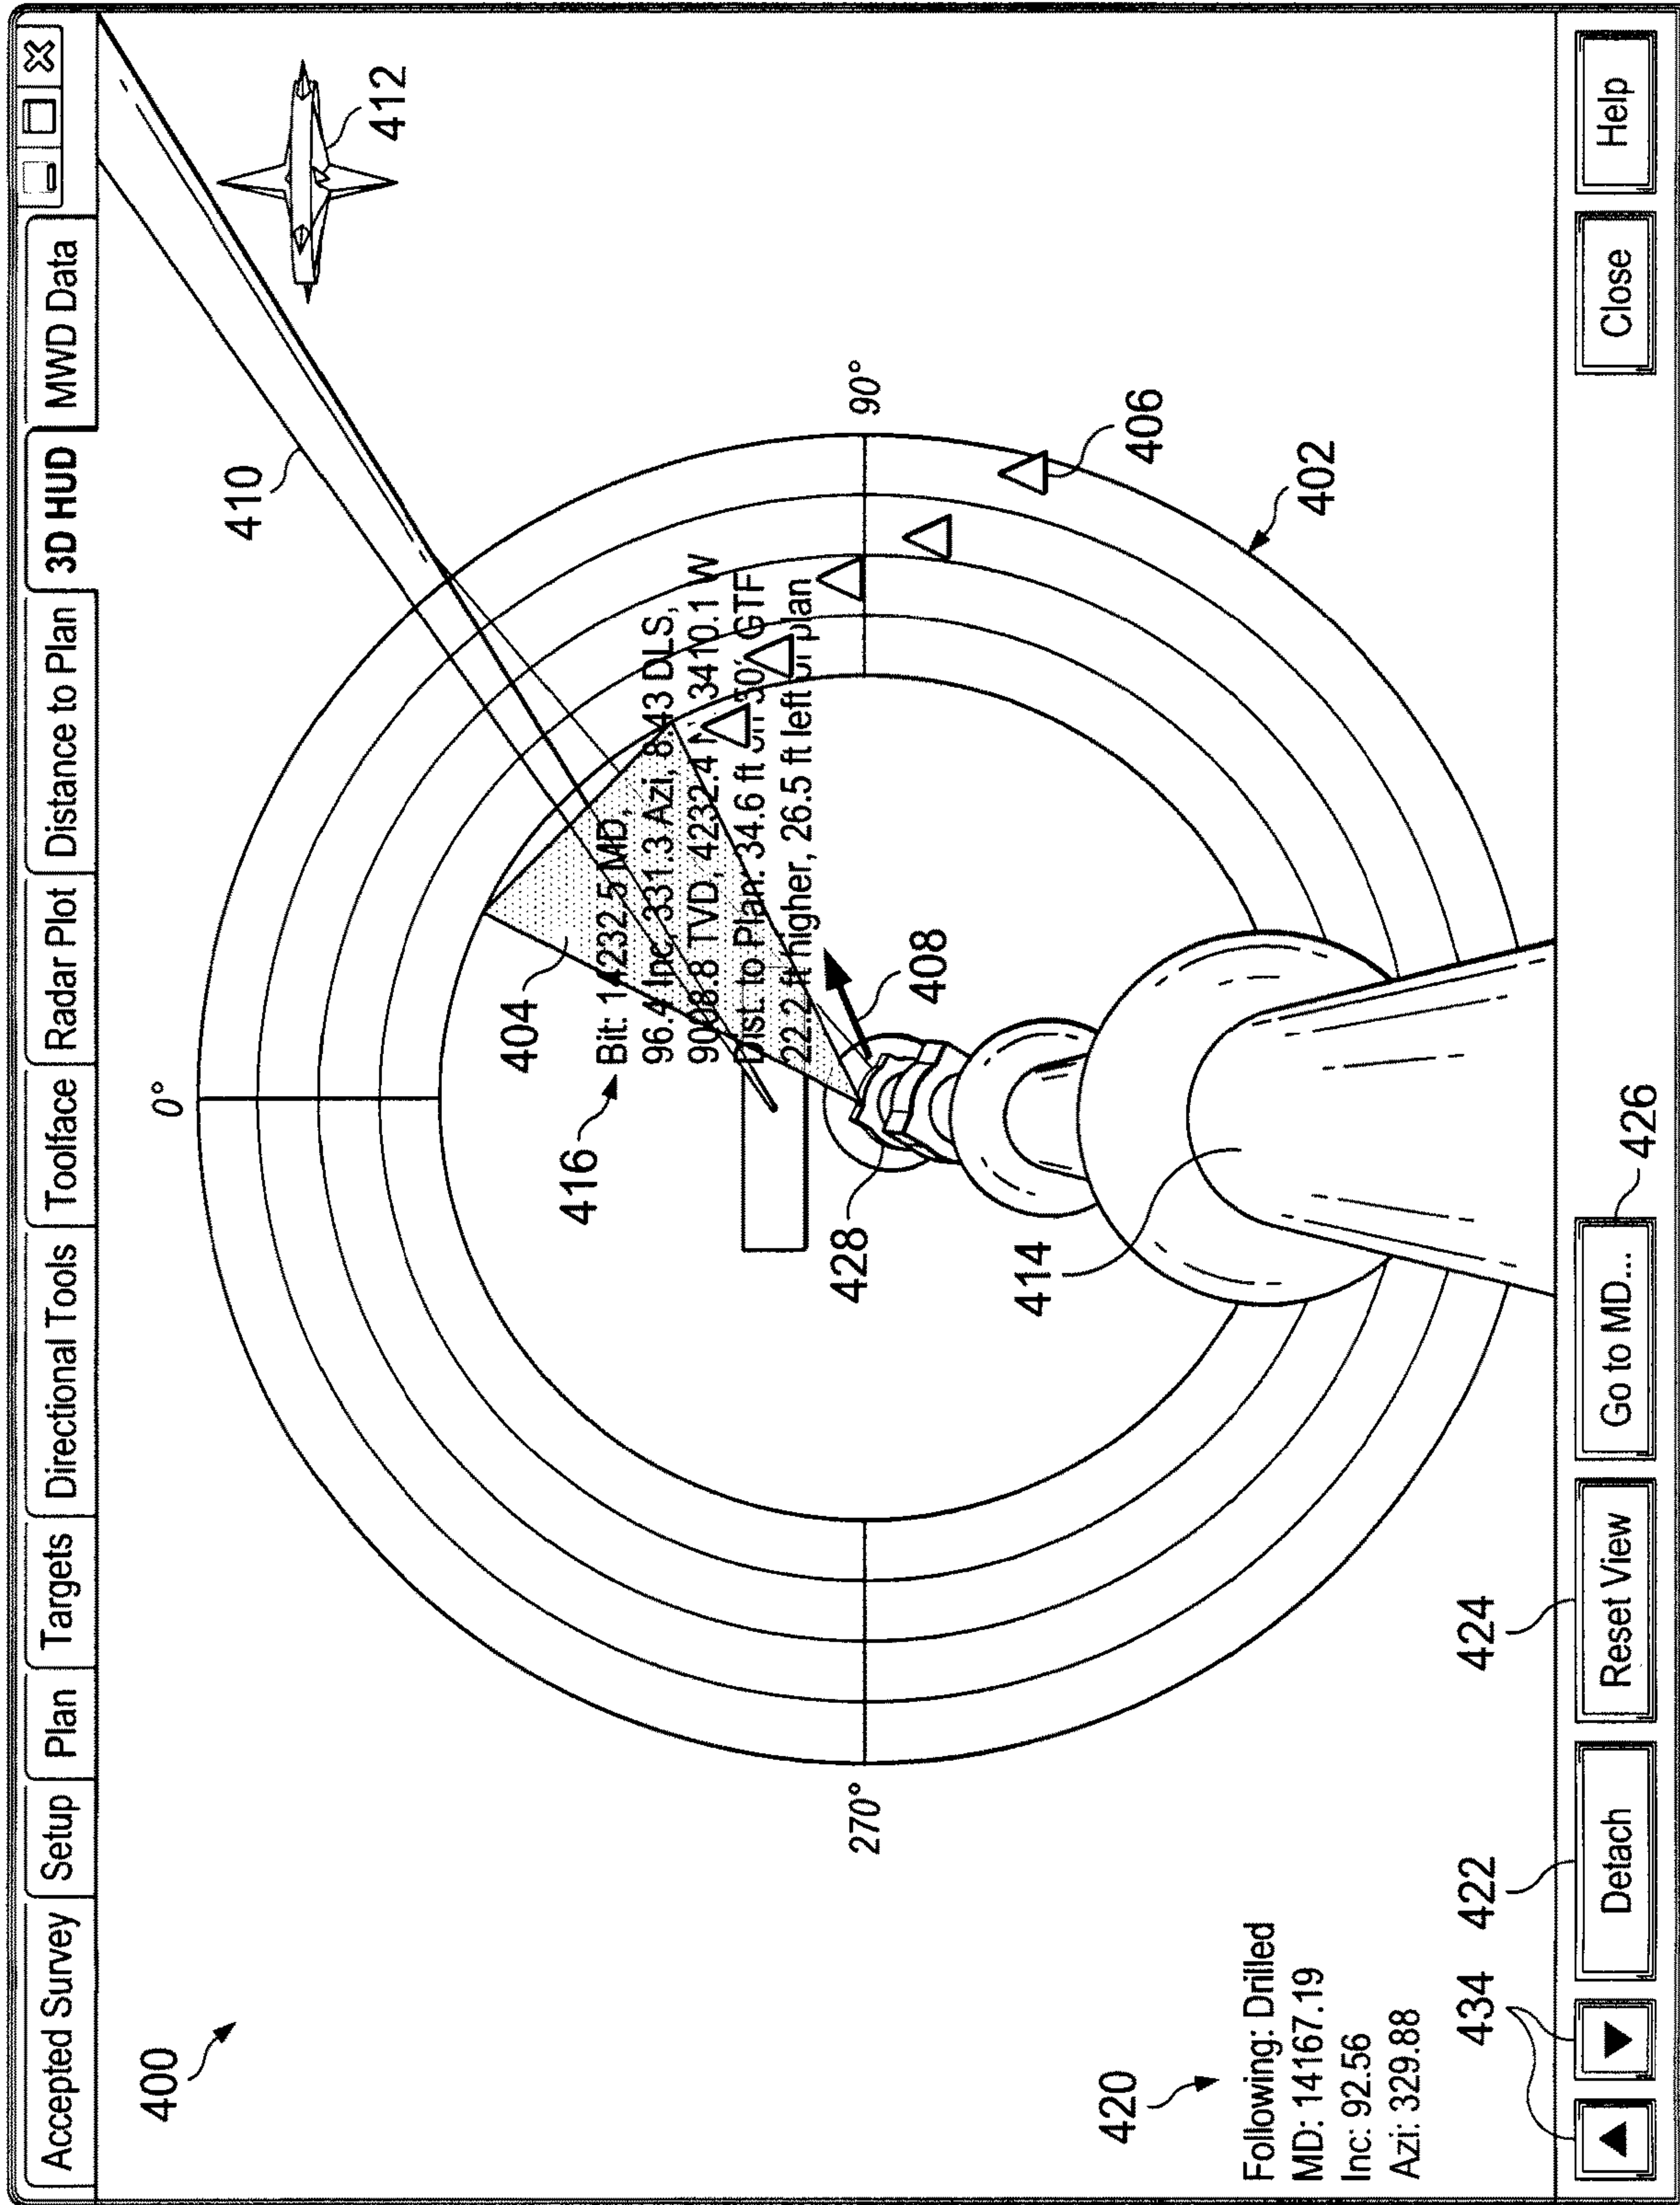 Accepted Survey Setup Plan Targets Directional Tools Toolface Radar Plot Distance to Plan 3D HUD MWD Data
400
410
412
0°
404
416
Bit: 14232.5 MD,
96.4 Inc, 331.3 Azi, 8.43 DLS,
9008.8 TVD, 4232.4 3410.1 W
Dist. to Plan: 34.6 ft GTF
22.2 ft higher, 26.5 ft left plan
270°
90°
428
408
406
414
402
420
Following: Drilled
MD: 14167.19
Inc: 92.56
Azi: 329.88
434
422
424
426
Detach Reset View Go to MD... Close Help